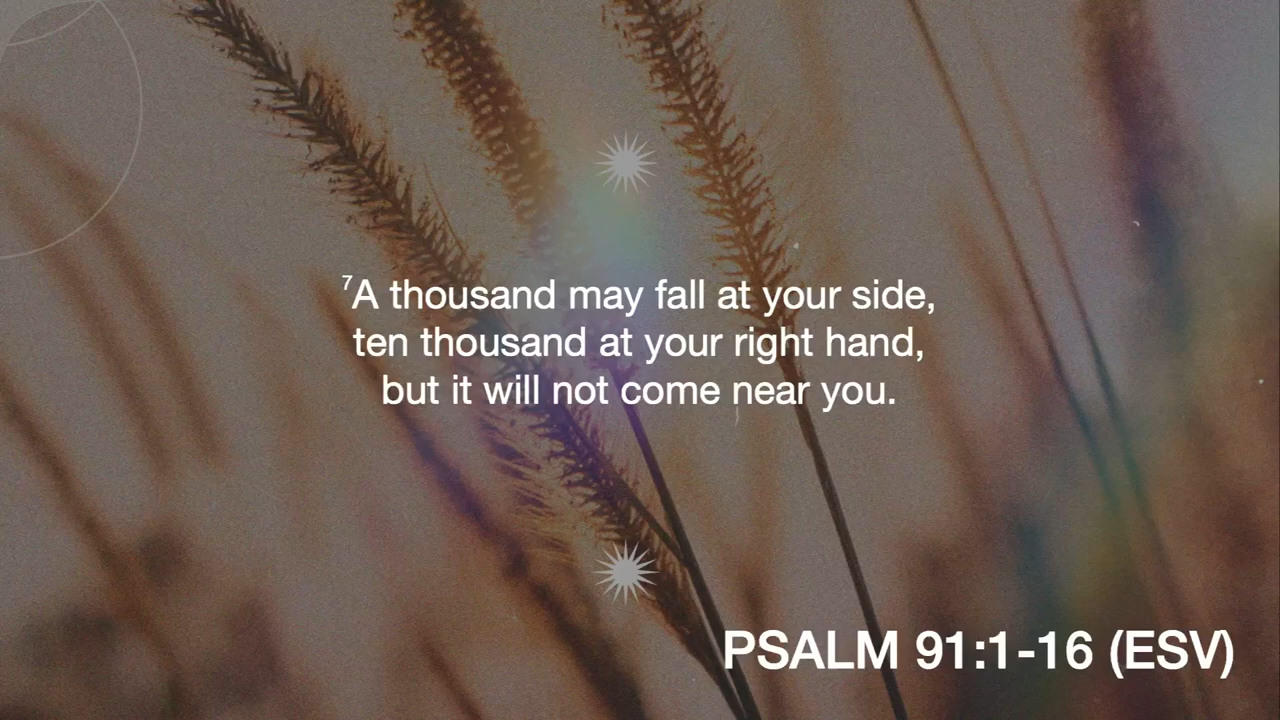 ⁷A thousand may fall at your side,
ten thousand at your right hand,
but it will not come near you.
PSALM 91:1-16 (ESV)